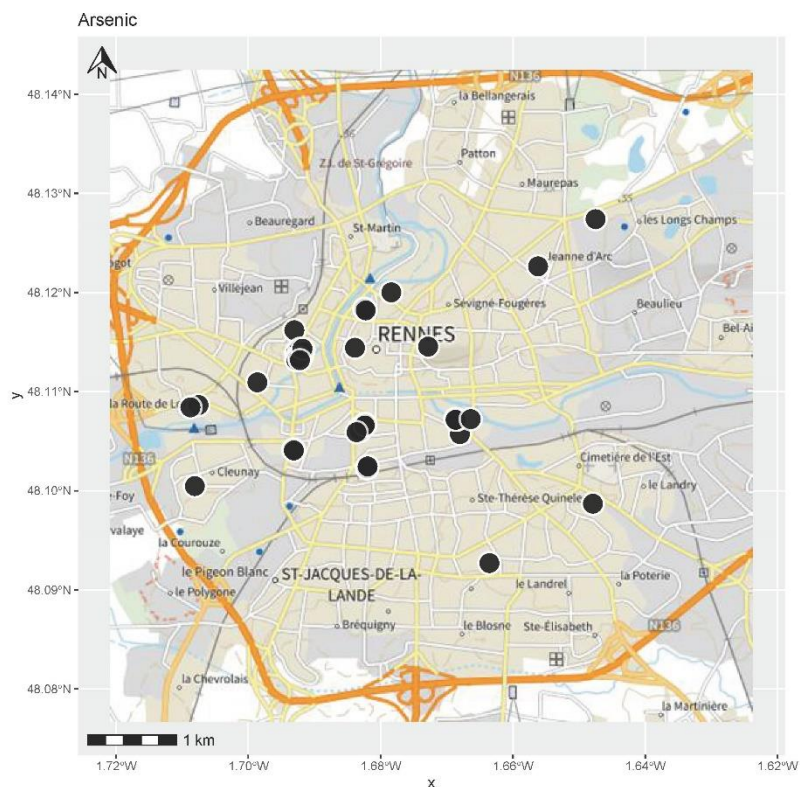 Arsenic
N
N136
48.14°N
la Bellangerais
.36
Z.I. de St-Grégoire
Patton
48.13°N
Maurepas
.35
Beauregard
St-Martin
les Longs Champs
Jeanne d'Arc
got
48.12°N
Villejean
Sévigné-Fougères
Beaulieu
RENNES
Bel-Ai
48.11°N
y
la Route de Lo
N136
Cleunay
Cimetière de l'Est
48.10°N
-Foy
Ste-Thérèse Quinele
le Landry
valaye
la Courouze
le Pigeon Blanc
ST-JACQUES-DE-LA-
LANDE
48.09°N
le Polygone
le Landrel
la Poterie
Bréquigny
le Blosne
Ste-Élisabeth
N136
48.08°N
la Chevrolais
la Martinière
1 km
1.72°W
1.70°W
1.68°W
1.66°W
1.64°W
1.62°W
x